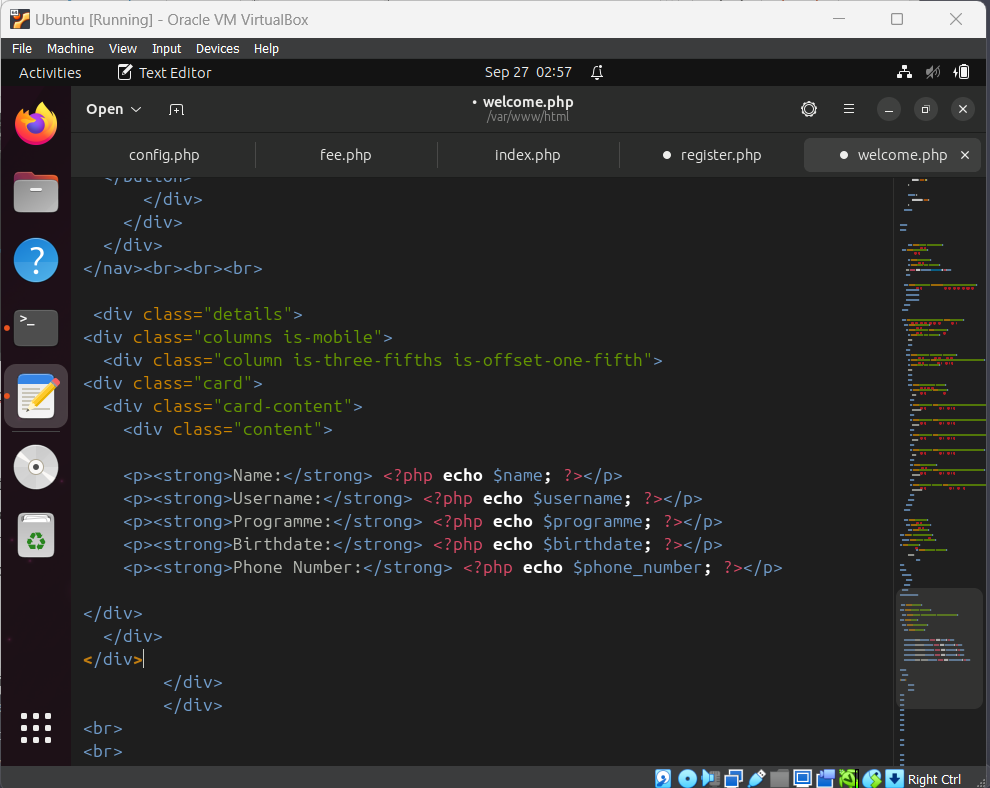 Ubuntu [Running] - Oracle VM VirtualBox
File Machine View Input Devices Help
Activities Text Editor Sep 27 02:57
Open • welcome.php
/var/www/html
config.php fee.php index.php ● register.php ● welcome.php
</button>
</div>
</div>
</div>
</nav><br><br><br>
<div class="details">
<div class="columns is-mobile">
<div class="column is-three-fifths is-offset-one-fifth">
<div class="card">
<div class="card-content">
<div class="content">
<p><strong>Name:</strong> <?php echo $name; ?></p>
<p><strong>Username:</strong> <?php echo $username; ?></p>
<p><strong>Programme:</strong> <?php echo $programme; ?></p>
<p><strong>Birthdate:</strong> <?php echo $birthdate; ?></p>
<p><strong>Phone Number:</strong> <?php echo $phone_number; ?></p>
</div>
</div>
</div>
</div>
</div>
<br>
<br>
Right Ctrl